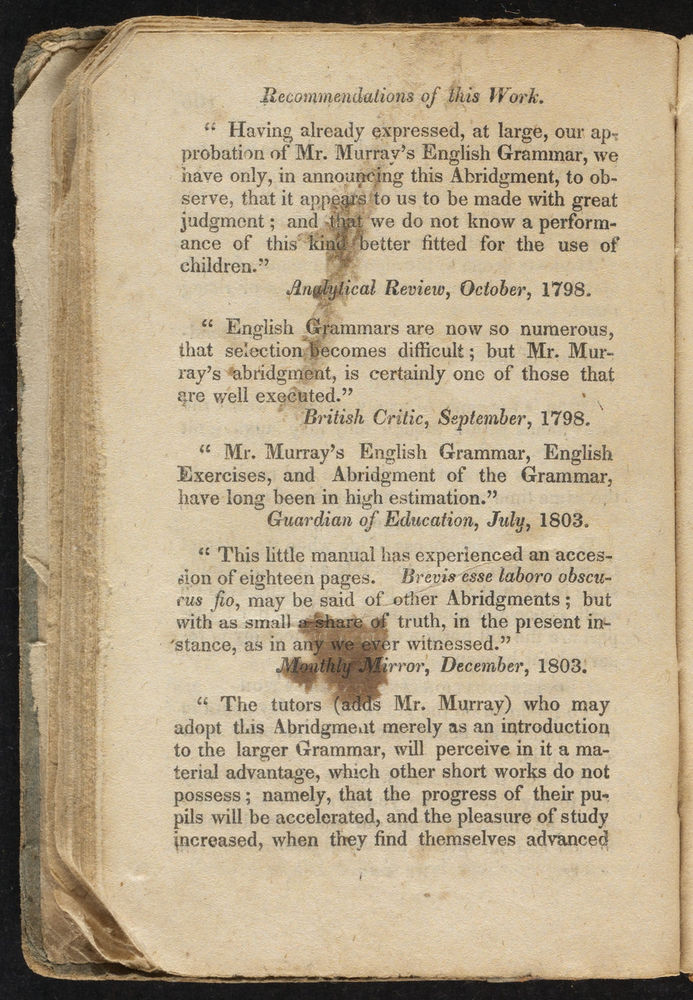 Recommendations of this Work.
“ Having already expressed, at large, our ap-
probation of Mr. Murray’s English Grammar, we
have only, in announcing this Abridgment, to ob-
serve, that it appears to us to be made with great
judgment ; and that we do not know a perform-
ance of this kind better fitted for the use of
children.”
Analytical Review, October, 1798.
“ English Grammars are now so numerous,
that selection becomes difficult ; but Mr. Mur-
ray’s abridgment, is certainly one of those that
are well executed.”
British Critic, September, 1798.
“ Mr. Murray’s English Grammar, English
Exercises, and Abridgment of the Grammar,
have long been in high estimation.”
Guardian of Education, July, 1803.
“ This little manual has experienced an acces-
sion of eighteen pages. Brevis esse laboro obscu-
rus fio, may be said of other Abridgments ; but
with as small a share of truth, in the present in-
stance, as in any we ever witnessed.”
Monthly Mirror, December, 1803.
“ The tutors (adds Mr. Murray) who may
adopt this Abridgment merely as an introduction
to the larger Grammar, will perceive in it a ma-
terial advantage, which other short works do not
possess ; namely, that the progress of their pu-
pils will be accelerated, and the pleasure of study
increased, when they find themselves advanced